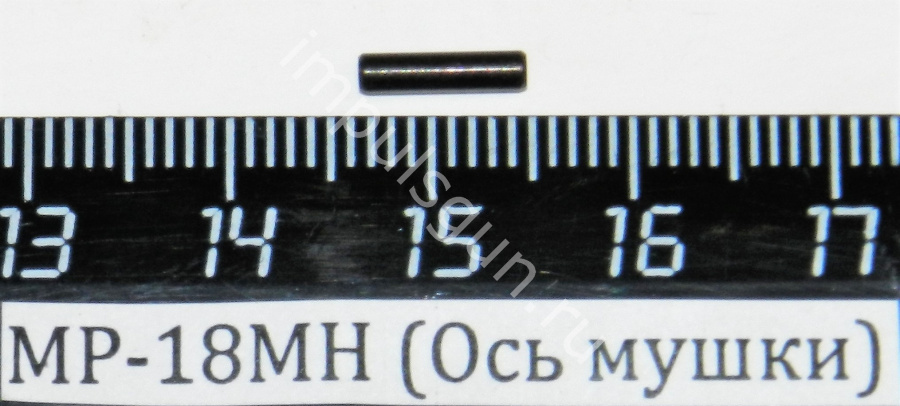 impulsgun.ru
13 14 15 16 17
МР-18МН (Ось мушки)